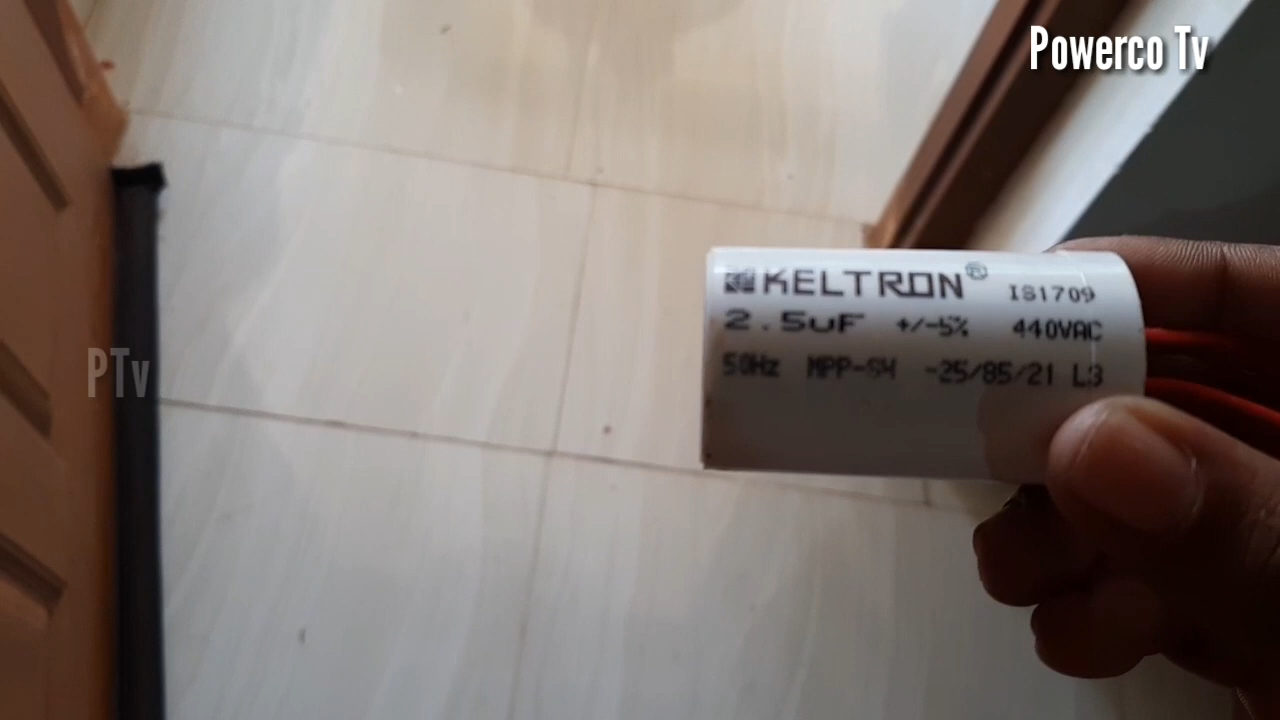 Powerco Tv
KELTRON® IS1709
2.5uF +/-5% 440VAC
50Hz MPP-SH -25/85/21 L3
PTv